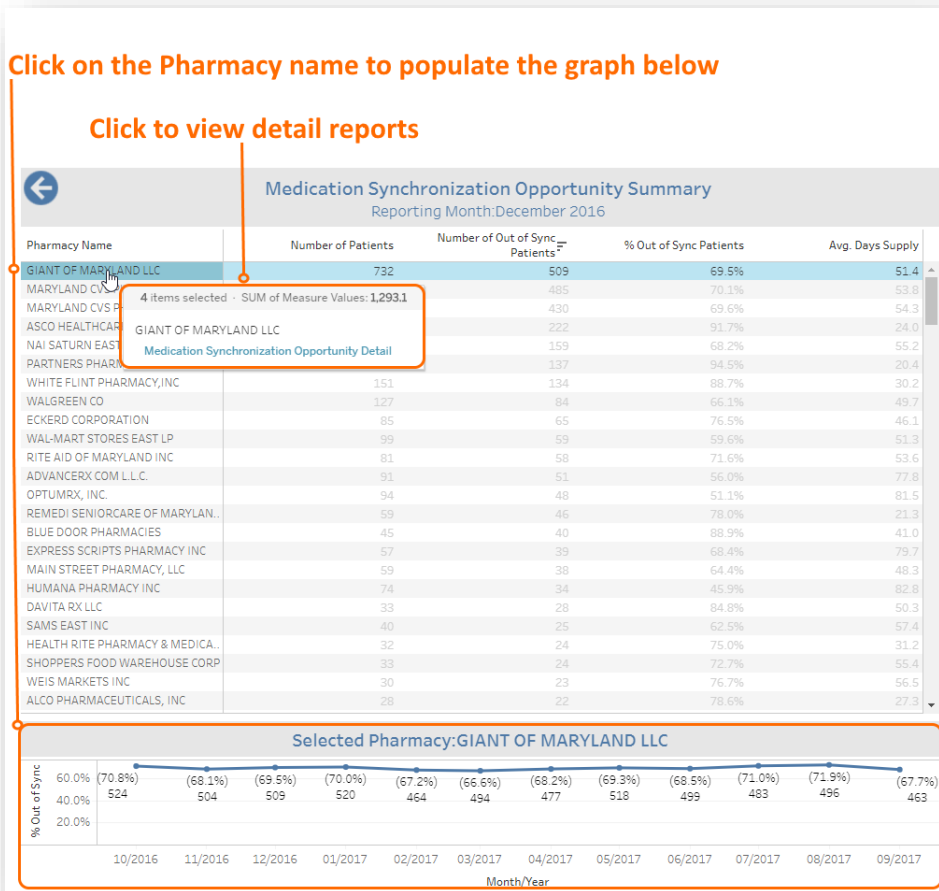 Click on the Pharmacy name to populate the graph below
Click to view detail reports
Medication Synchronization Opportunity Summary
Reporting Month:December 2016
Pharmacy Name Number of Patients Number of Out of Sync Patients % Out of Sync Patients Avg. Days Supply
GIANT OF MARYLAND LLC 732 509 69.5% 51.4
MARYLAND CVS P 485 70.1% 53.8
MARYLAND CVS P 430 69.6% 54.3
ASCO HEALTHCAR 222 91.7% 24.0
NAI SATURN EAST 159 68.2% 55.2
PARTNERS PHARM 137 94.5% 20.4
4 items selected · SUM of Measure Values: 1,293.1
GIANT OF MARYLAND LLC
Medication Synchronization Opportunity Detail
WHITE FLINT PHARMACY,INC 151 134 88.7% 30.2
WALGREEN CO 127 84 66.1% 49.7
ECKERD CORPORATION 85 65 76.5% 46.1
WAL-MART STORES EAST LP 99 59 59.6% 51.3
RITE AID OF MARYLAND INC 81 58 71.6% 53.6
ADVANCERX COM L.L.C. 91 51 56.0% 77.8
OPTUMRX, INC. 94 48 51.1% 81.5
REMEDI SENIORCARE OF MARYLAN.. 59 46 78.0% 21.3
BLUE DOOR PHARMACIES 45 40 88.9% 41.0
EXPRESS SCRIPTS PHARMACY INC 57 39 68.4% 79.7
MAIN STREET PHARMACY, LLC 59 38 64.4% 48.3
HUMANA PHARMACY INC 74 34 45.9% 82.8
DAVITA RX LLC 33 28 84.8% 50.3
SAMS EAST INC 40 25 62.5% 57.4
HEALTH RITE PHARMACY & MEDICA.. 32 24 75.0% 31.2
SHOPPERS FOOD WAREHOUSE CORP 33 24 72.7% 55.4
WEIS MARKETS INC 30 23 76.7% 56.5
ALCO PHARMACEUTICALS, INC 28 22 78.6% 27.3
Selected Pharmacy:GIANT OF MARYLAND LLC
% Out of Sync
60.0%
40.0%
20.0%
(70.8%) (68.1%) (69.5%) (70.0%) (67.2%) (66.6%) (68.2%) (69.3%) (68.5%) (71.0%) (71.9%) (67.7%)
524 504 509 520 464 494 477 518 499 483 496 463
10/2016 11/2016 12/2016 01/2017 02/2017 03/2017 04/2017 05/2017 06/2017 07/2017 08/2017 09/2017
Month/Year